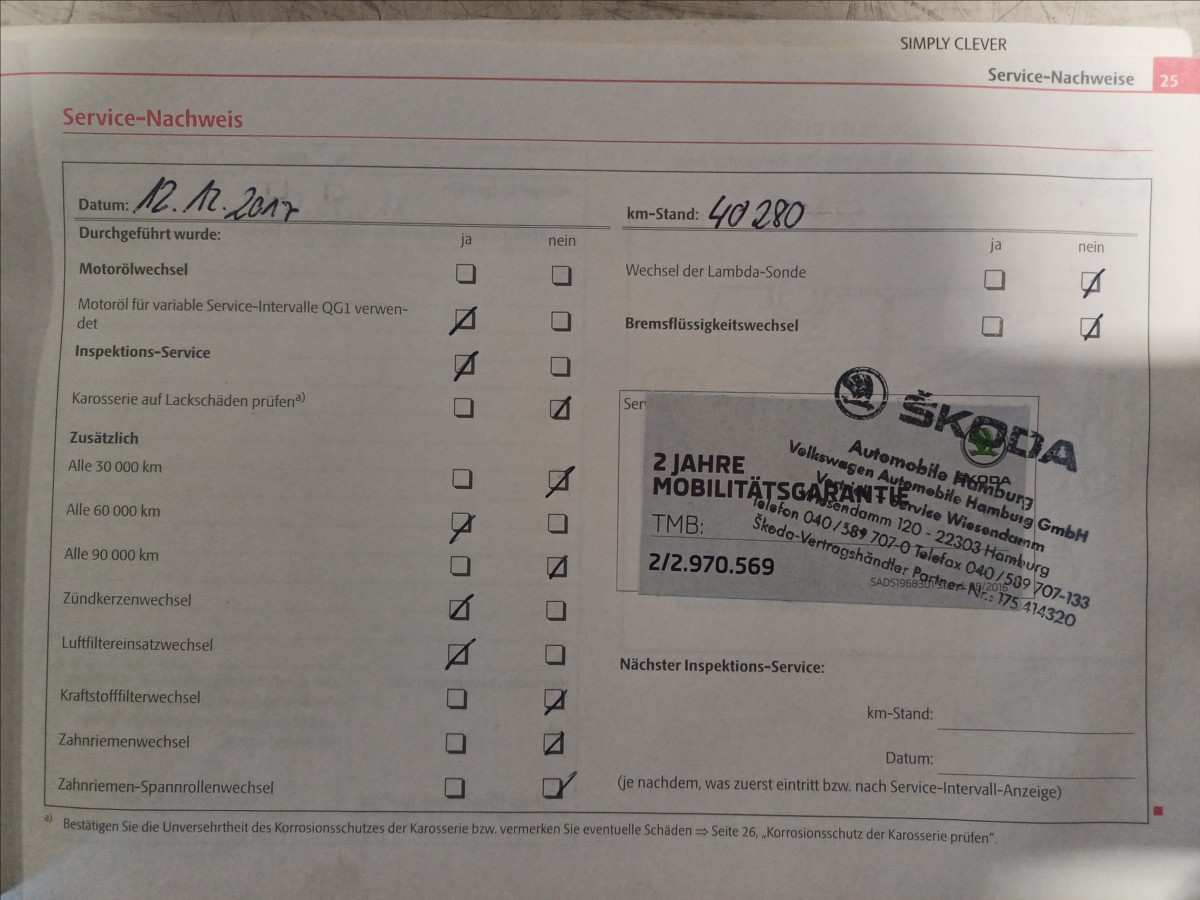 SIMPLY CLEVER
Service-Nachweise 25
Service-Nachweis
Datum: 12.12.2017
Durchgeführt wurde: ja nein
Motorölwechsel
Motoröl für variable Service-Intervalle QG1 verwen-
det
Inspektions-Service
Karosserie auf Lackschäden prüfen a)
Zusätzlich
Alle 30 000 km
Alle 60 000 km
Alle 90 000 km
Zündkerzenwechsel
Luftfiltereinsatzwechsel
Kraftstofffilterwechsel
Zahnriemenwechsel
Zahnriemen-Spannrollenwechsel
km-Stand: 40 280
ja nein
Wechsel der Lambda-Sonde
Bremsflüssigkeitswechsel
Ser
ŠKODA
SKODA
2 JAHRE
MOBILITÄTSGARANTIE
TMB:
2/2.970.569
Automobile Hamburg
Volkswagen Automobile Hamburg GmbH
Service Wiesendamm
Wiesendamm 120 - 22303 Hamburg
Telefon 040/589 707-0 Telefax 040/589 707-133
Škoda-Vertragshändler Partner-Nr.: 175 414320
Nächster Inspektions-Service:
km-Stand:
Datum:
(je nachdem, was zuerst eintritt bzw. nach Service-Intervall-Anzeige)
a) Bestätigen Sie die Unversehrtheit des Korrosionsschutzes der Karosserie bzw. vermerken Sie eventuelle Schäden ⇒ Seite 26, „Korrosionsschutz der Karosserie prüfen“.